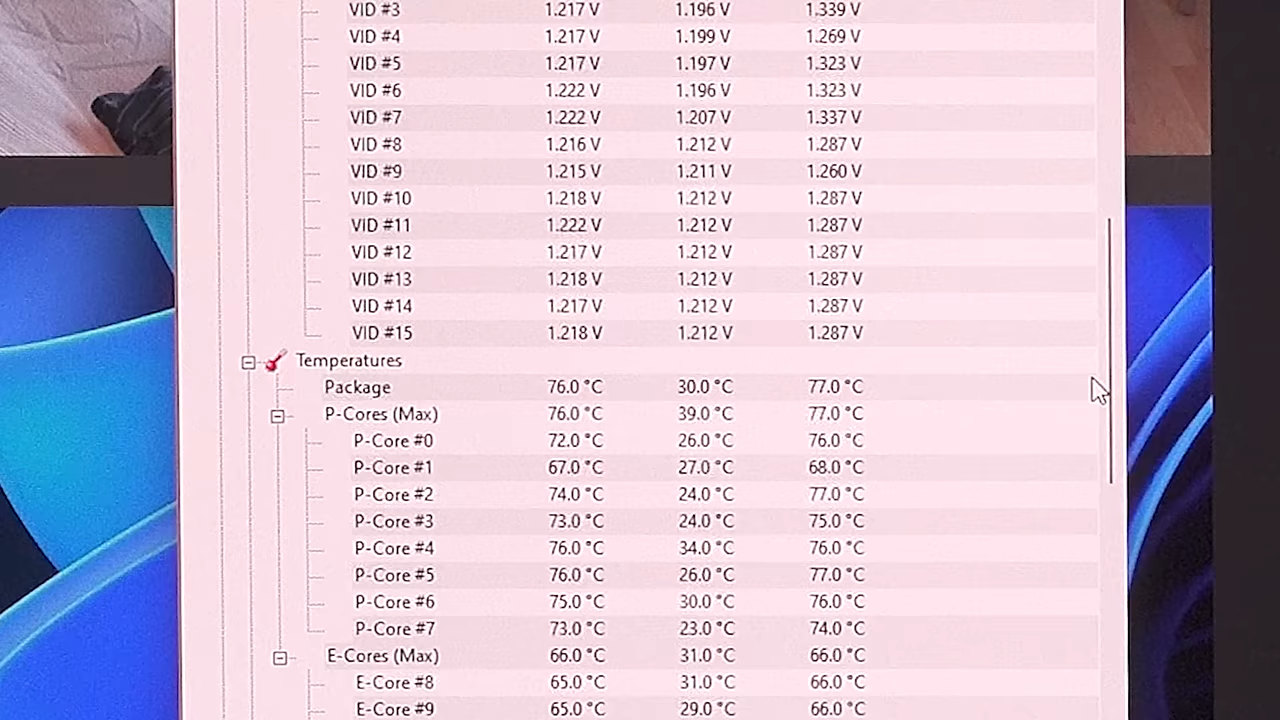 VID #3 1.217 V 1.196 V 1.339 V
VID #4 1.217 V 1.199 V 1.269 V
VID #5 1.217 V 1.197 V 1.323 V
VID #6 1.222 V 1.196 V 1.323 V
VID #7 1.222 V 1.207 V 1.337 V
VID #8 1.216 V 1.212 V 1.287 V
VID #9 1.215 V 1.211 V 1.260 V
VID #10 1.218 V 1.212 V 1.287 V
VID #11 1.222 V 1.212 V 1.287 V
VID #12 1.217 V 1.212 V 1.287 V
VID #13 1.218 V 1.212 V 1.287 V
VID #14 1.217 V 1.212 V 1.287 V
VID #15 1.218 V 1.212 V 1.287 V
Temperatures
Package 76.0 °C 30.0 °C 77.0 °C
P-Cores (Max) 76.0 °C 39.0 °C 77.0 °C
P-Core #0 72.0 °C 26.0 °C 76.0 °C
P-Core #1 67.0 °C 27.0 °C 68.0 °C
P-Core #2 74.0 °C 24.0 °C 77.0 °C
P-Core #3 73.0 °C 24.0 °C 75.0 °C
P-Core #4 76.0 °C 34.0 °C 76.0 °C
P-Core #5 76.0 °C 26.0 °C 77.0 °C
P-Core #6 75.0 °C 30.0 °C 76.0 °C
P-Core #7 73.0 °C 23.0 °C 74.0 °C
E-Cores (Max) 66.0 °C 31.0 °C 66.0 °C
E-Core #8 65.0 °C 31.0 °C 66.0 °C
E-Core #9 65.0 °C 29.0 °C 66.0 °C